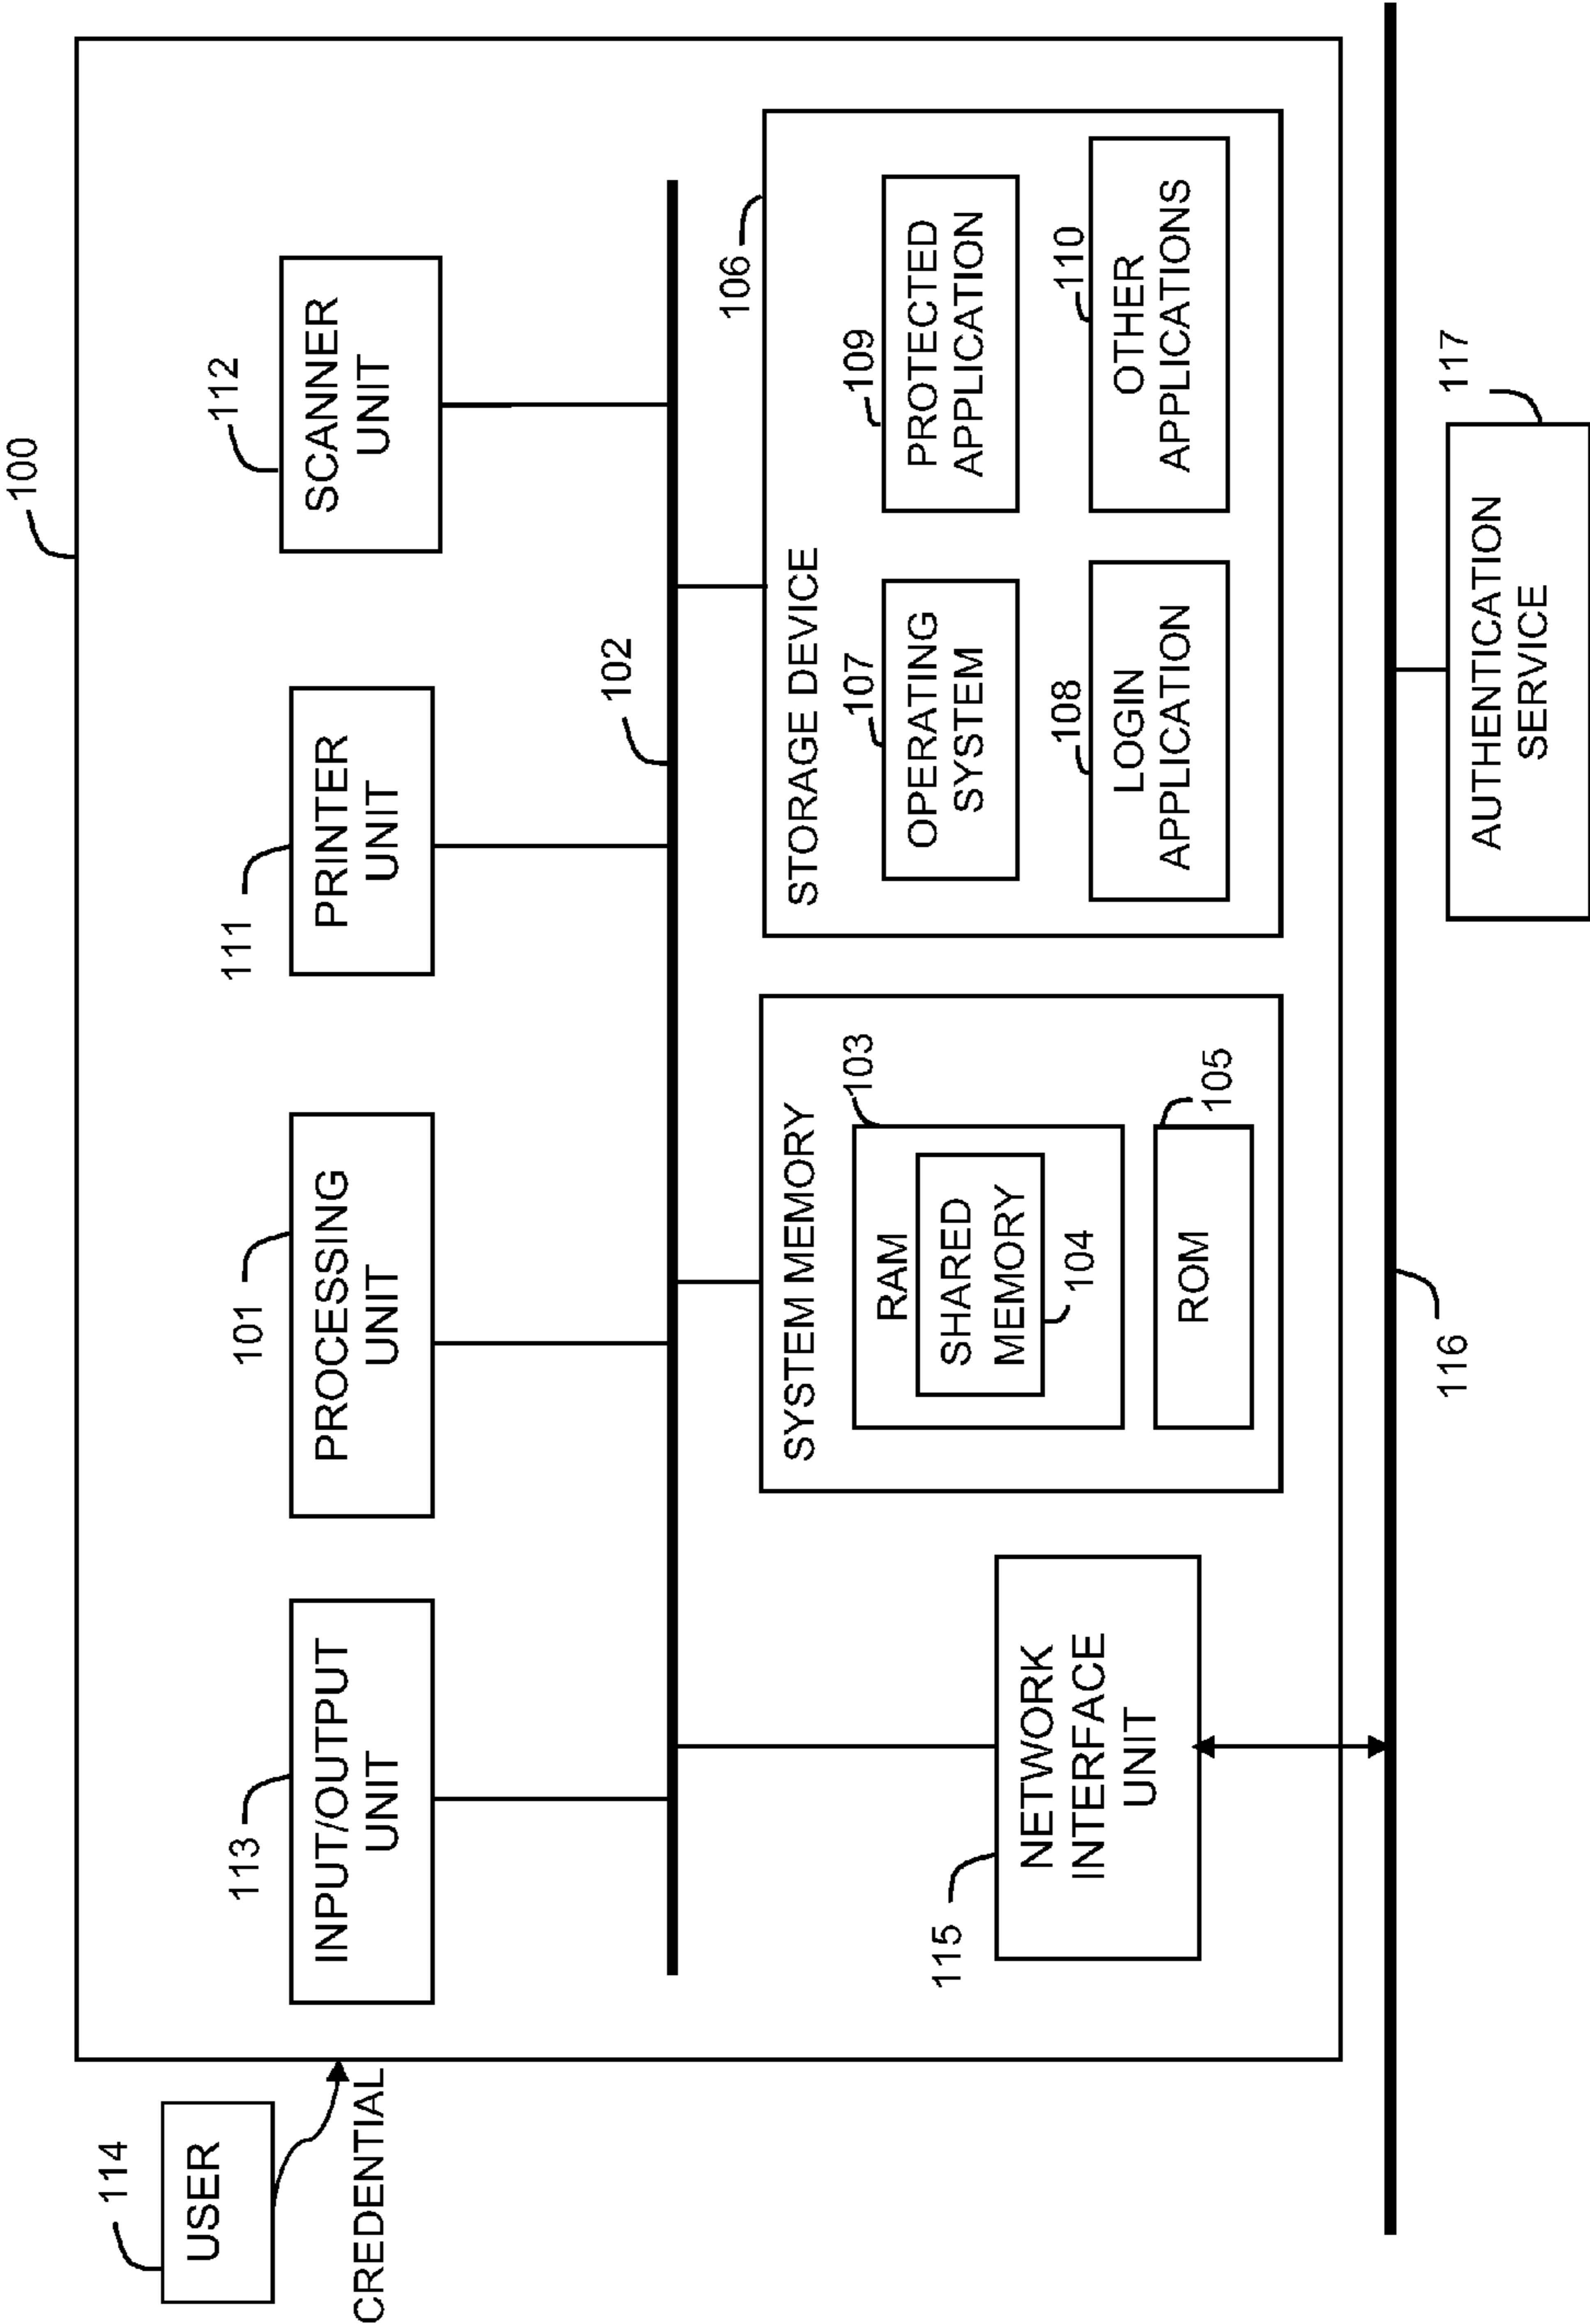 100
114
USER
CREDENTIAL
113
INPUT/OUTPUT
UNIT
101
PROCESSING
UNIT
111
PRINTER
UNIT
112
SCANNER
UNIT
102
115
NETWORK
INTERFACE
UNIT
SYSTEM MEMORY
103
RAM
SHARED
MEMORY
104
105
ROM
106
STORAGE DEVICE
107
OPERATING
SYSTEM
109
PROTECTED
APPLICATION
108
LOGIN
APPLICATION
110
OTHER
APPLICATIONS
116
117
AUTHENTICATION
SERVICE